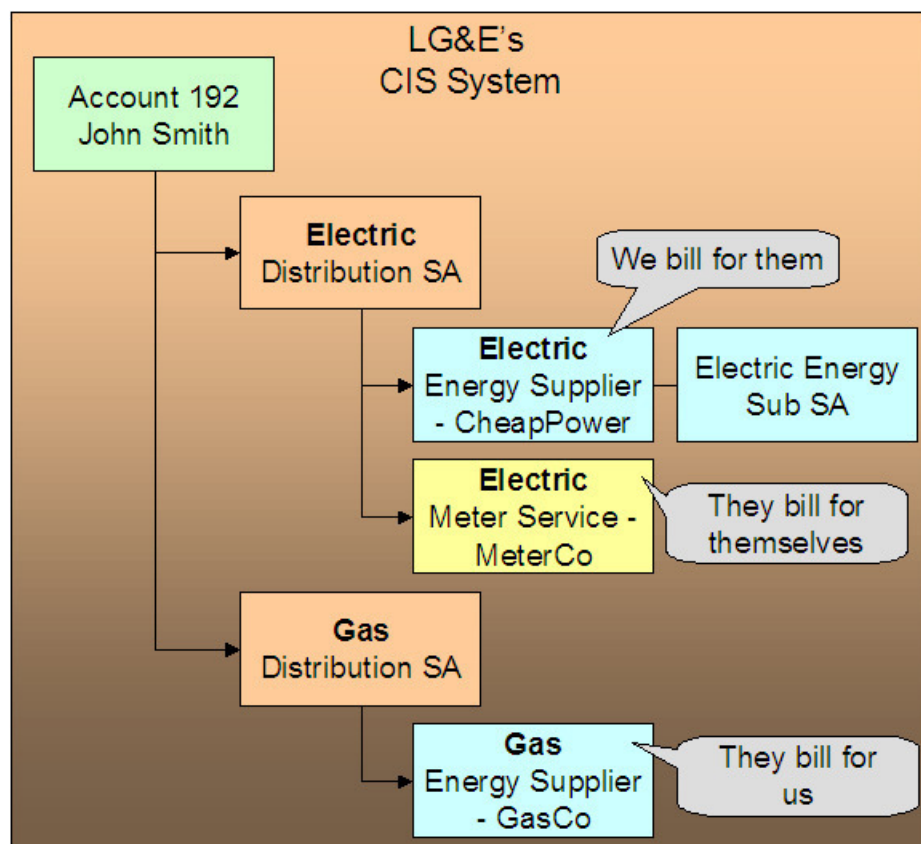 LG&E's
CIS System
Account 192
John Smith
Electric
Distribution SA
We bill for them
Electric
Energy Supplier
- CheapPower
Electric Energy
Sub SA
Electric
Meter Service -
MeterCo
They bill for
themselves
Gas
Distribution SA
Gas
Energy Supplier
- GasCo
They bill for
us